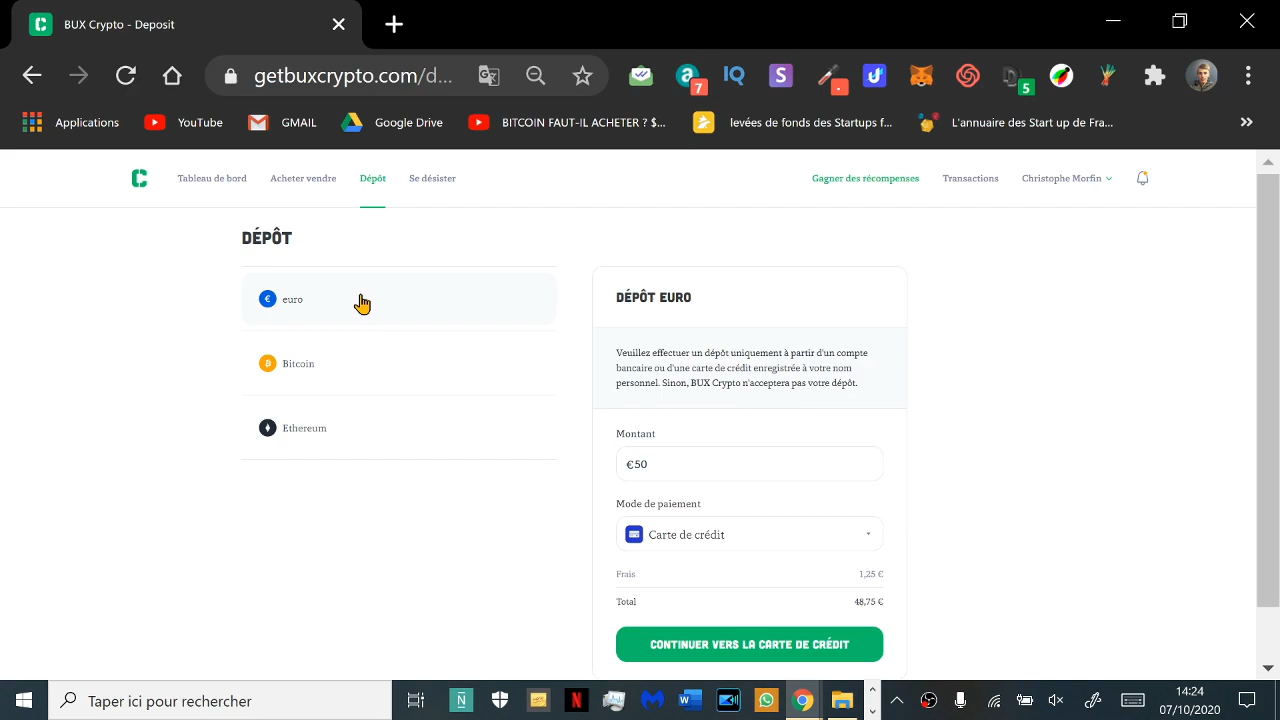 BUX Crypto - Deposit
getbuxcrypto.com/d...
7
IQ
S
5
Applications
YouTube
GMAIL
Google Drive
BITCOIN FAUT-IL ACHETER ? $...
levées de fonds des Startups f...
L'annuaire des Start up de Fra...
Tableau de bord
Acheter vendre
Dépôt
Se désister
Gagner des récompenses
Transactions
Christophe Morfin
DÉPÔT
euro
Bitcoin
Ethereum
DÉPÔT EURO
Veuillez effectuer un dépôt uniquement à partir d'un compte
bancaire ou d'une carte de crédit enregistrée à votre nom
personnel. Sinon, BUX Crypto n'acceptera pas votre dépôt.
Montant
€50
Mode de paiement
Carte de crédit
Frais 1,25 €
Total 48,75 €
CONTINUER VERS LA CARTE DE CRÉDIT
Taper ici pour rechercher
14:24
07/10/2020